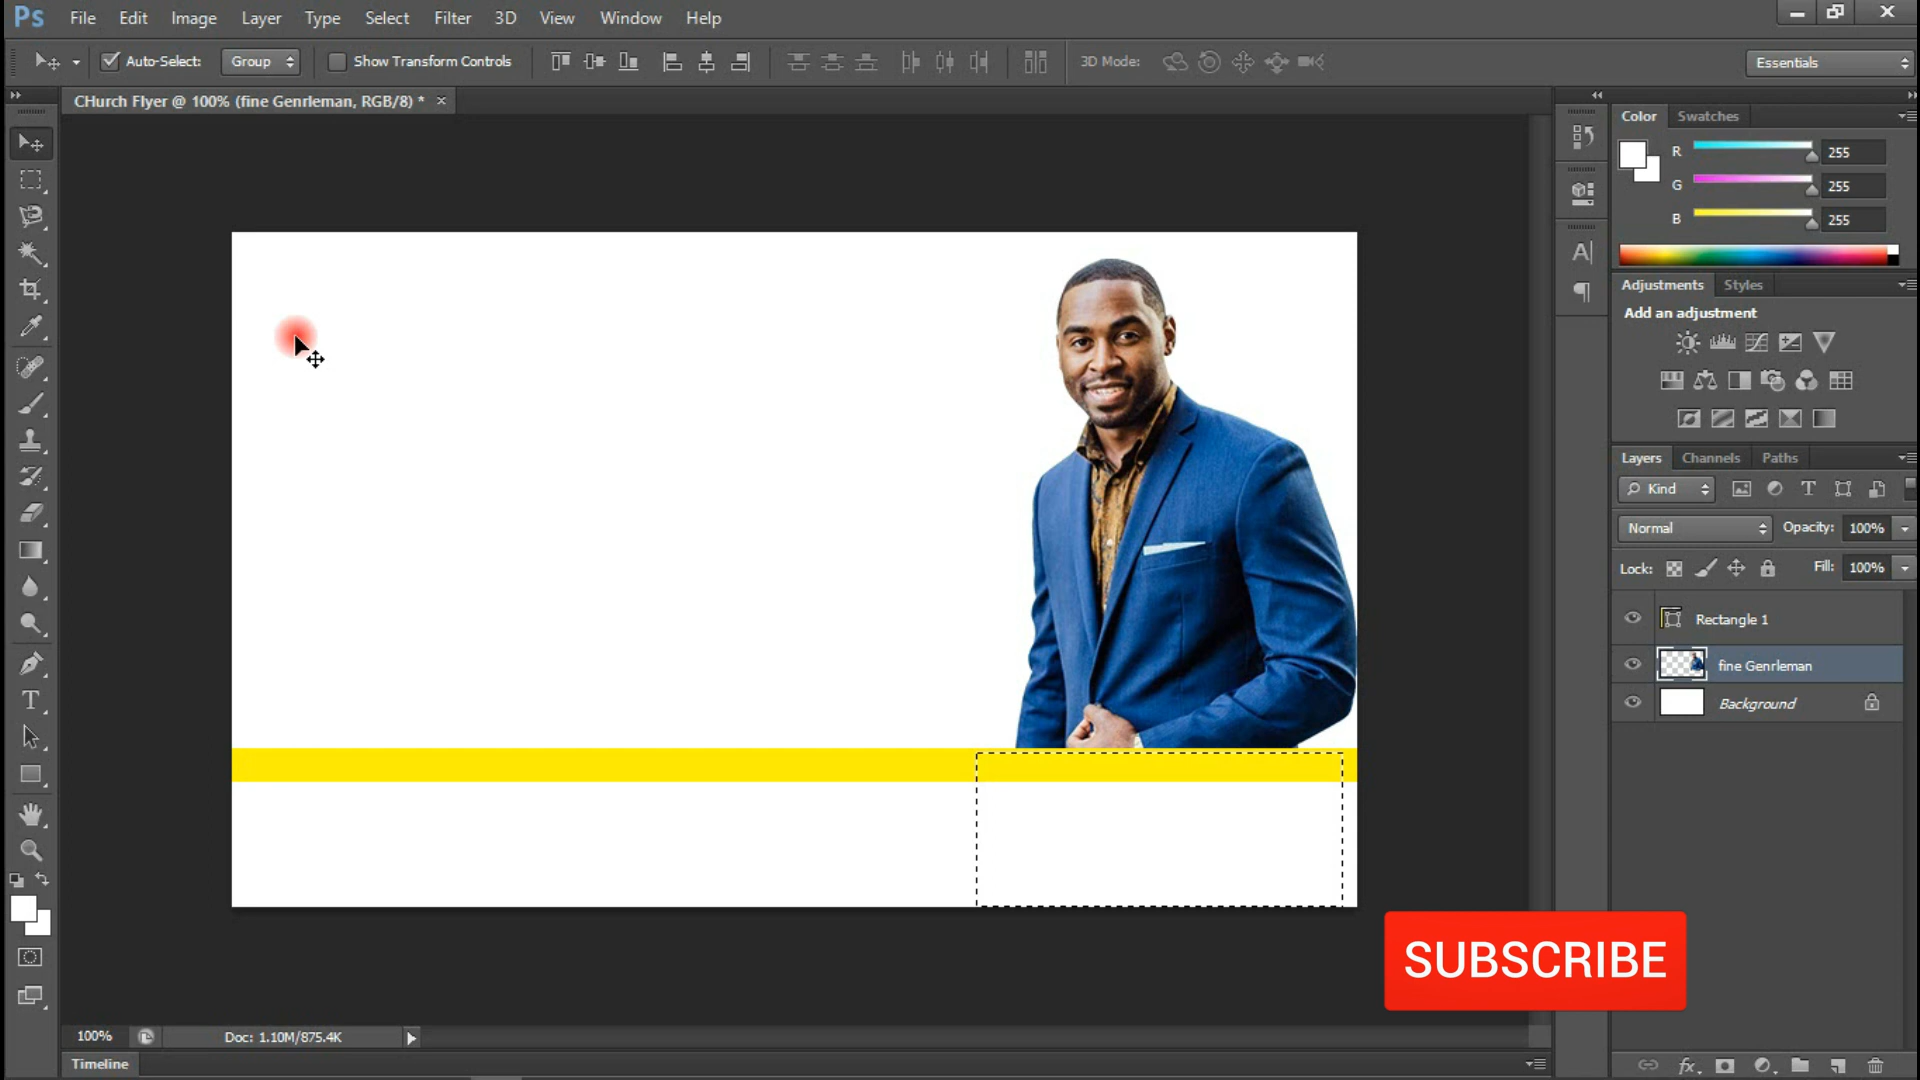 Ps File Edit Image Layer Type Select Filter 3D View Window Help
Auto-Select: Group Show Transform Controls 3D Mode: Essentials
CHurch Flyer @ 100% (fine Genrleman, RGB/8) * ×
Color Swatches
R 255
G 255
B 255
Adjustments Styles
Add an adjustment
Layers Channels Paths
Kind
Normal Opacity: 100%
Lock: Fill: 100%
Rectangle 1
fine Genrleman
Background
SUBSCRIBE
100% Doc: 1.10M/875.4K
Timeline